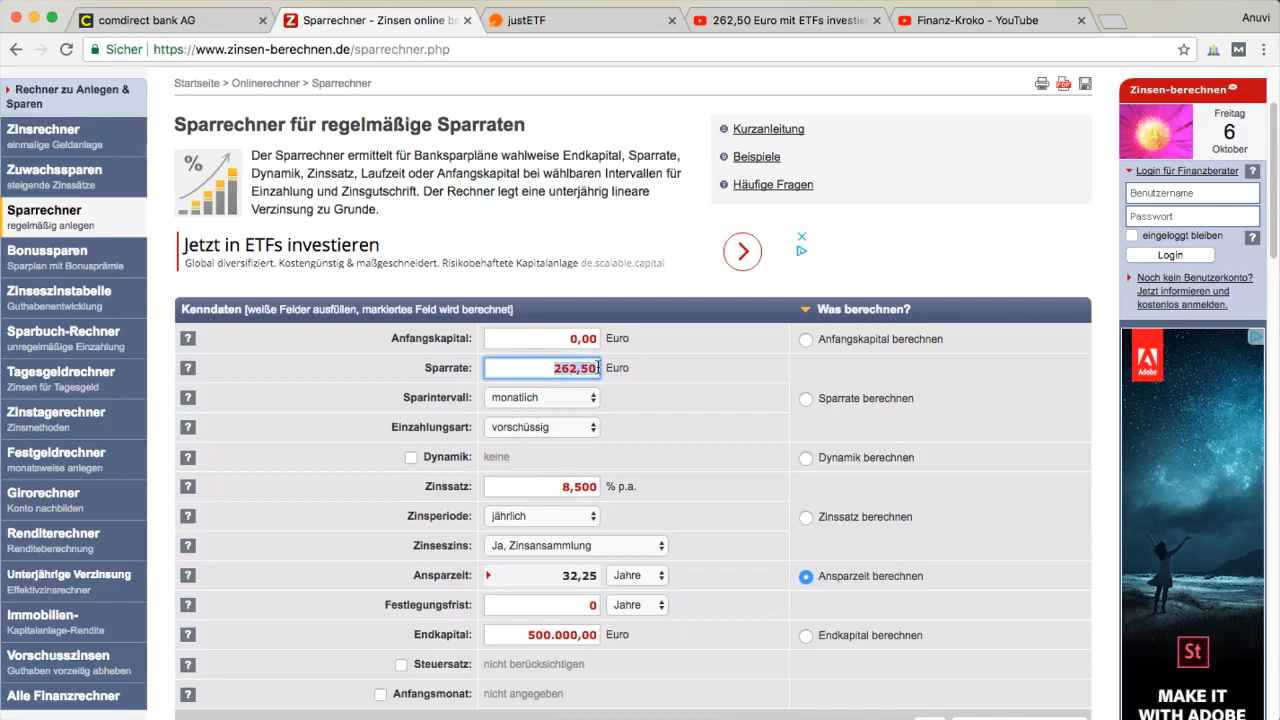 comdirect bank AG
Sparrechner - Zinsen online be
justETF
262,50 Euro mit ETFs investie
Finanz-Kroko - YouTube
Anuvi
Sicher
https://www.zinsen-berechnen.de/sparrechner.php
Rechner zu Anlegen &
Sparen
Zinsrechner
einmalige Geldanlage
Zuwachssparen
steigende Zinssätze
Sparrechner
regelmäßig anlegen
Bonussparen
Sparplan mit Bonusprämie
Zinseszinstabelle
Guthabenentwicklung
Sparbuch-Rechner
unregelmäßige Einzahlung
Tagesgeldrechner
Zinsen für Tagesgeld
Zinstagerechner
Zinsmethoden
Festgeldrechner
monatsweise anlegen
Girorechner
Konto nachbilden
Renditerechner
Renditeberechnung
Unterjährige Verzinsung
Effektivzinsrechner
Immobilien-
Kapitalanlage-Rendite
Vorschusszinsen
Guthaben vorzeitig abheben
Alle Finanzrechner
Startseite > Onlinerechner > Sparrechner
Sparrechner für regelmäßige Sparraten
%
Der Sparrechner ermittelt für Banksparpläne wahlweise Endkapital, Sparrate,
Dynamik, Zinssatz, Laufzeit oder Anfangskapital bei wählbaren Intervallen für
Einzahlung und Zinsgutschrift. Der Rechner legt eine unterjährig lineare
Verzinsung zu Grunde.
Kurzanleitung
Beispiele
Häufige Fragen
Jetzt in ETFs investieren
Global diversifiziert. Kostengünstig & maßgeschneidert. Risikobehaftete Kapitalanlage de.scalable.capital
Kenndaten [weiße Felder ausfüllen, markiertes Feld wird berechnet]
Was berechnen?
? Anfangskapital: 0,00 Euro Anfangskapital berechnen
? Sparrate: 262,50 Euro
? Sparintervall: monatlich Sparrate berechnen
? Einzahlungsart: vorschüssig
? Dynamik: keine Dynamik berechnen
? Zinssatz: 8,500 % p.a.
? Zinsperiode: jährlich Zinssatz berechnen
? Zinseszins: Ja, Zinsansammlung
? Ansparzeit: 32,25 Jahre Ansparzeit berechnen
? Festlegungsfrist: 0 Jahre
? Endkapital: 500.000,00 Euro Endkapital berechnen
? Steuersatz: nicht berücksichtigen
? Anfangsmonat: nicht angegeben
Zinsen-berechnen
Freitag
6
Oktober
Login für Finanzberater ?
Benutzername
Passwort
eingeloggt bleiben ?
Login
Noch kein Benutzerkonto?
Jetzt informieren und
kostenlos anmelden.
Adobe
St
MAKE IT
WITH ADOBE